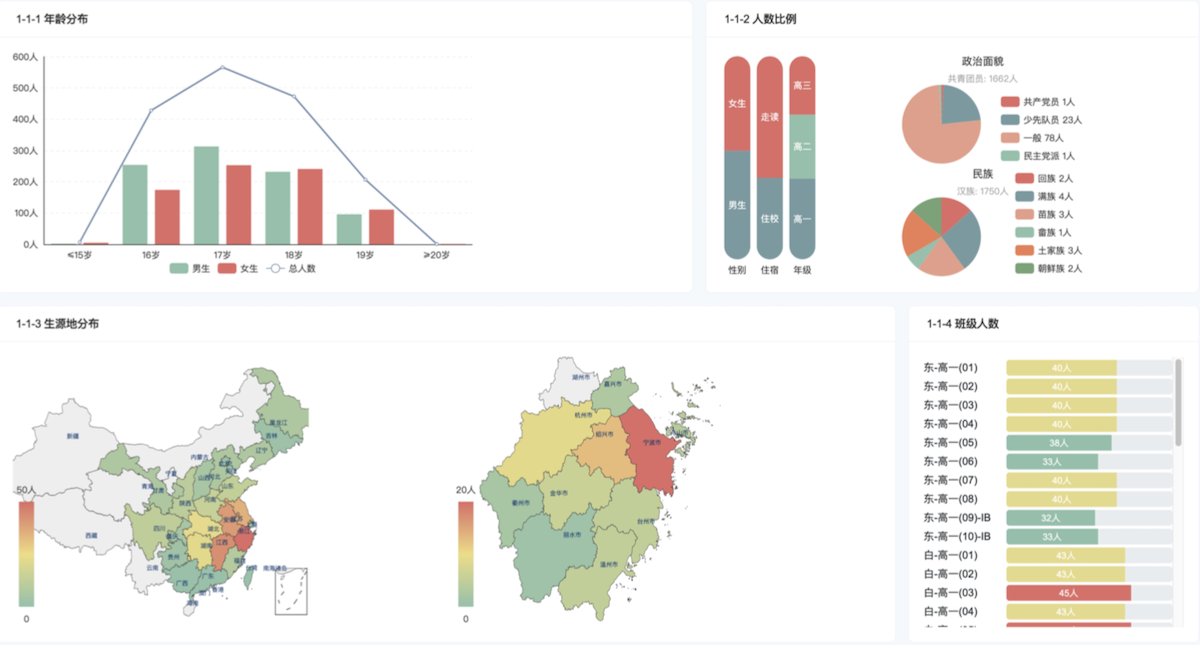 1-1-1 年龄分布
600人
500人
400人
300人
200人
100人
0人
≤15岁 16岁 17岁 18岁 19岁 ≥20岁
男生 女生 总人数
1-1-2 人数比例
女生 走读 高三
高二
男生 住校 高一
性别 住宿 年级
政治面貌
共青团员: 1662人
共产党员 1人
少先队员 23人
一般 78人
民主党派 1人
民族
汉族: 1750人
回族 2人
满族 4人
苗族 3人
畲族 1人
土家族 3人
朝鲜族 2人
1-1-3 生源地分布
50人
0
黑龙江
吉林
辽宁
新疆
内蒙古
宁夏
山西
山东
青海
甘肃
陕西
河南
西藏
四川
湖北
安徽
湖南
江西
贵州
云南
福建
台湾
南海诸岛
广西
广东
香港
澳门
海南
20人
0
湖州市
嘉兴市
杭州市
绍兴市
宁波市
衢州市
金华市
台州市
丽水市
温州市
1-1-4 班级人数
东-高一(01) 40人
东-高一(02) 40人
东-高一(03) 40人
东-高一(04) 40人
东-高一(05) 38人
东-高一(06) 33人
东-高一(07) 40人
东-高一(08) 40人
东-高一(09)-IB 32人
东-高一(10)-IB 33人
白-高一(01) 43人
白-高一(02) 43人
白-高一(03) 45人
白-高一(04) 43人